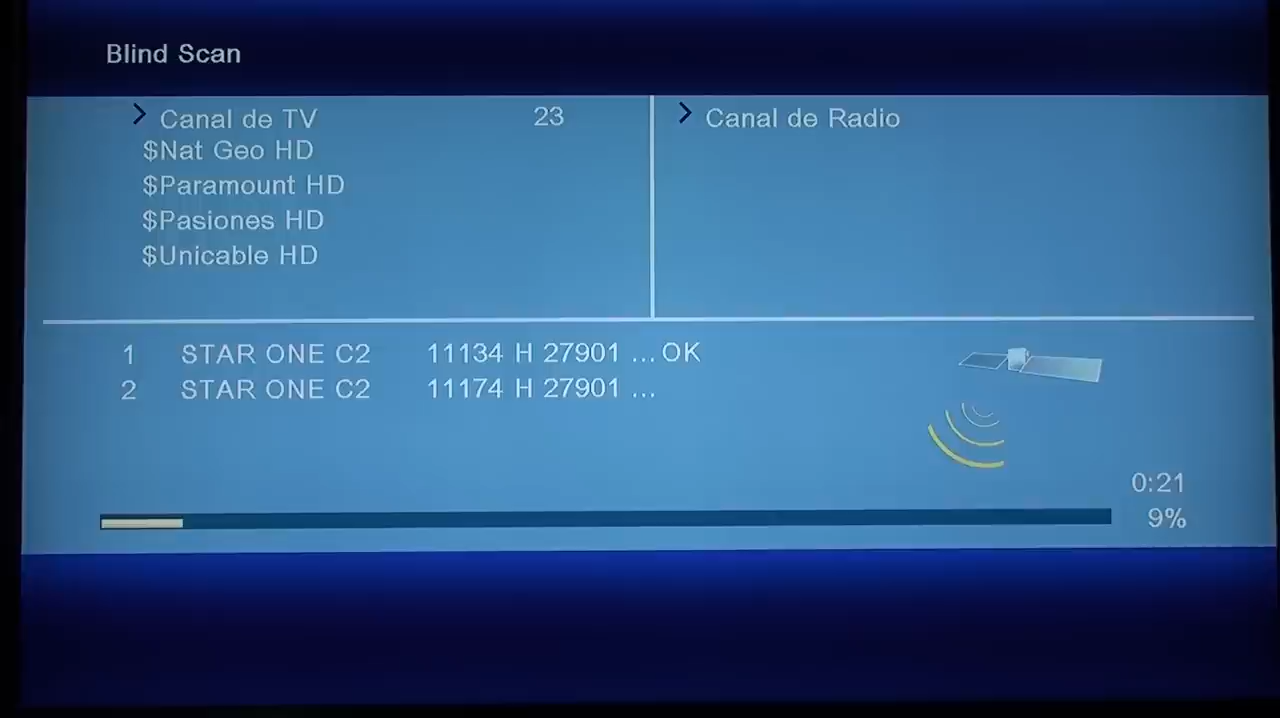 Blind Scan
Canal de TV 23
$Nat Geo HD
$Paramount HD
$Pasiones HD
$Unicable HD
Canal de Radio
1 STAR ONE C2 11134 H 27901 ... OK
2 STAR ONE C2 11174 H 27901 ...
0:21
9%